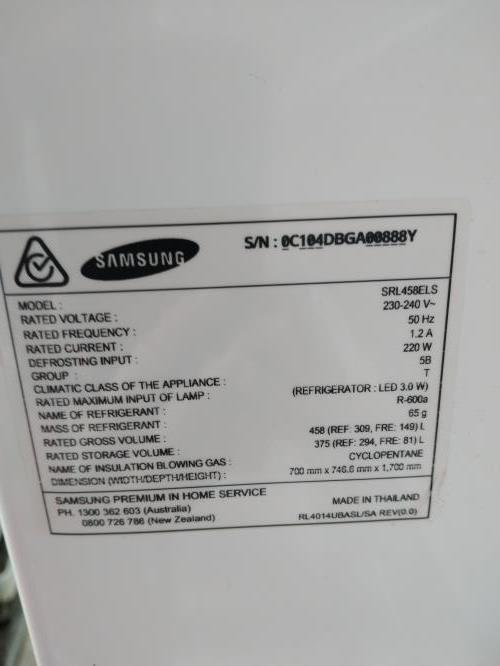 SAMSUNG
S/N : 0C104DBGA00888Y
MODEL : SRL458ELS
RATED VOLTAGE : 230-240 V~
RATED FREQUENCY : 50 Hz
RATED CURRENT : 1.2 A
DEFROSTING INPUT : 220 W
GROUP : 5B
CLIMATIC CLASS OF THE APPLIANCE : T
RATED MAXIMUM INPUT OF LAMP : (REFRIGERATOR : LED 3.0 W)
NAME OF REFRIGERANT : R-600a
MASS OF REFRIGERANT : 65 g
RATED GROSS VOLUME : 458 (REF: 309, FRE: 149) L
RATED STORAGE VOLUME : 375 (REF: 294, FRE: 81) L
NAME OF INSULATION BLOWING GAS : CYCLOPENTANE
DIMENSION (WIDTH/DEPTH/HEIGHT) : 700 mm x 746.6 mm x 1,700 mm
SAMSUNG PREMIUM IN HOME SERVICE
PH. 1300 362 603 (Australia)
0800 726 786 (New Zealand)
MADE IN THAILAND
RL4014UBASL/SA REV(0.0)